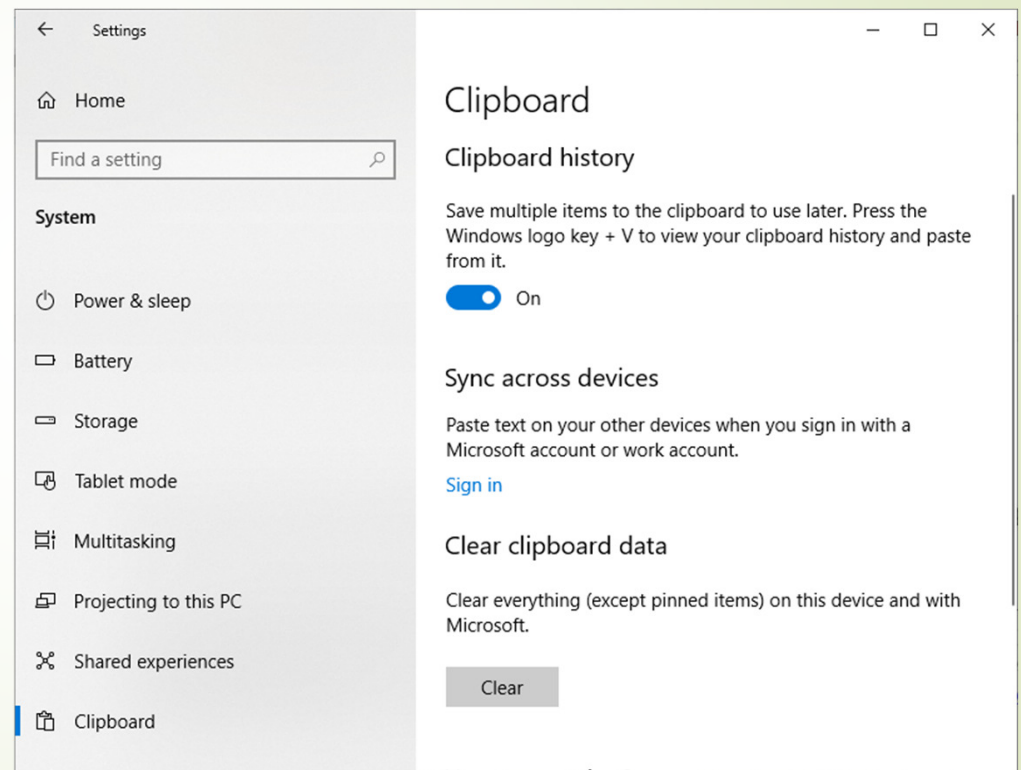 Settings
Home
Find a setting
System
Power & sleep
Battery
Storage
Tablet mode
Multitasking
Projecting to this PC
Shared experiences
Clipboard
Clipboard
Clipboard history
Save multiple items to the clipboard to use later. Press the
Windows logo key + V to view your clipboard history and paste
from it.
On
Sync across devices
Paste text on your other devices when you sign in with a
Microsoft account or work account.
Sign in
Clear clipboard data
Clear everything (except pinned items) on this device and with
Microsoft.
Clear